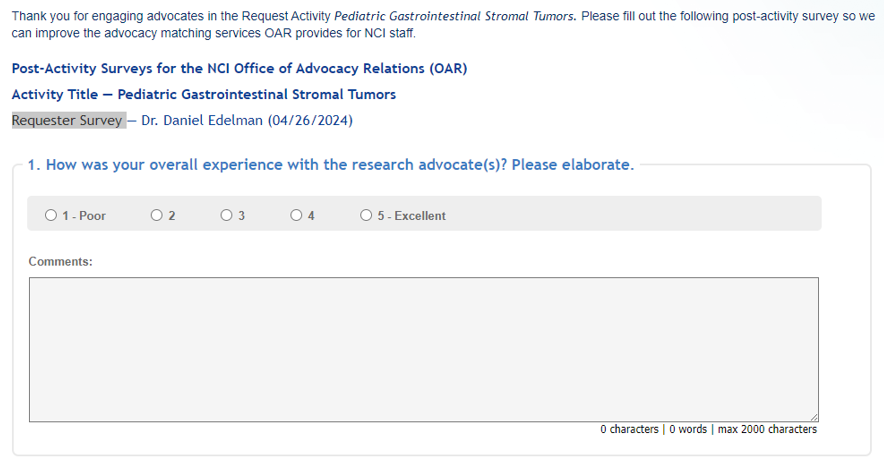 Thank you for engaging advocates in the Request Activity Pediatric Gastrointestinal Stromal Tumors. Please fill out the following post-activity survey so we
can improve the advocacy matching services OAR provides for NCI staff.
Post-Activity Surveys for the NCI Office of Advocacy Relations (OAR)
Activity Title – Pediatric Gastrointestinal Stromal Tumors
Requester Survey – Dr. Daniel Edelman (04/26/2024)
1. How was your overall experience with the research advocate(s)? Please elaborate.
1 - Poor 2 3 4 5 - Excellent
Comments:
0 characters | 0 words | max 2000 characters